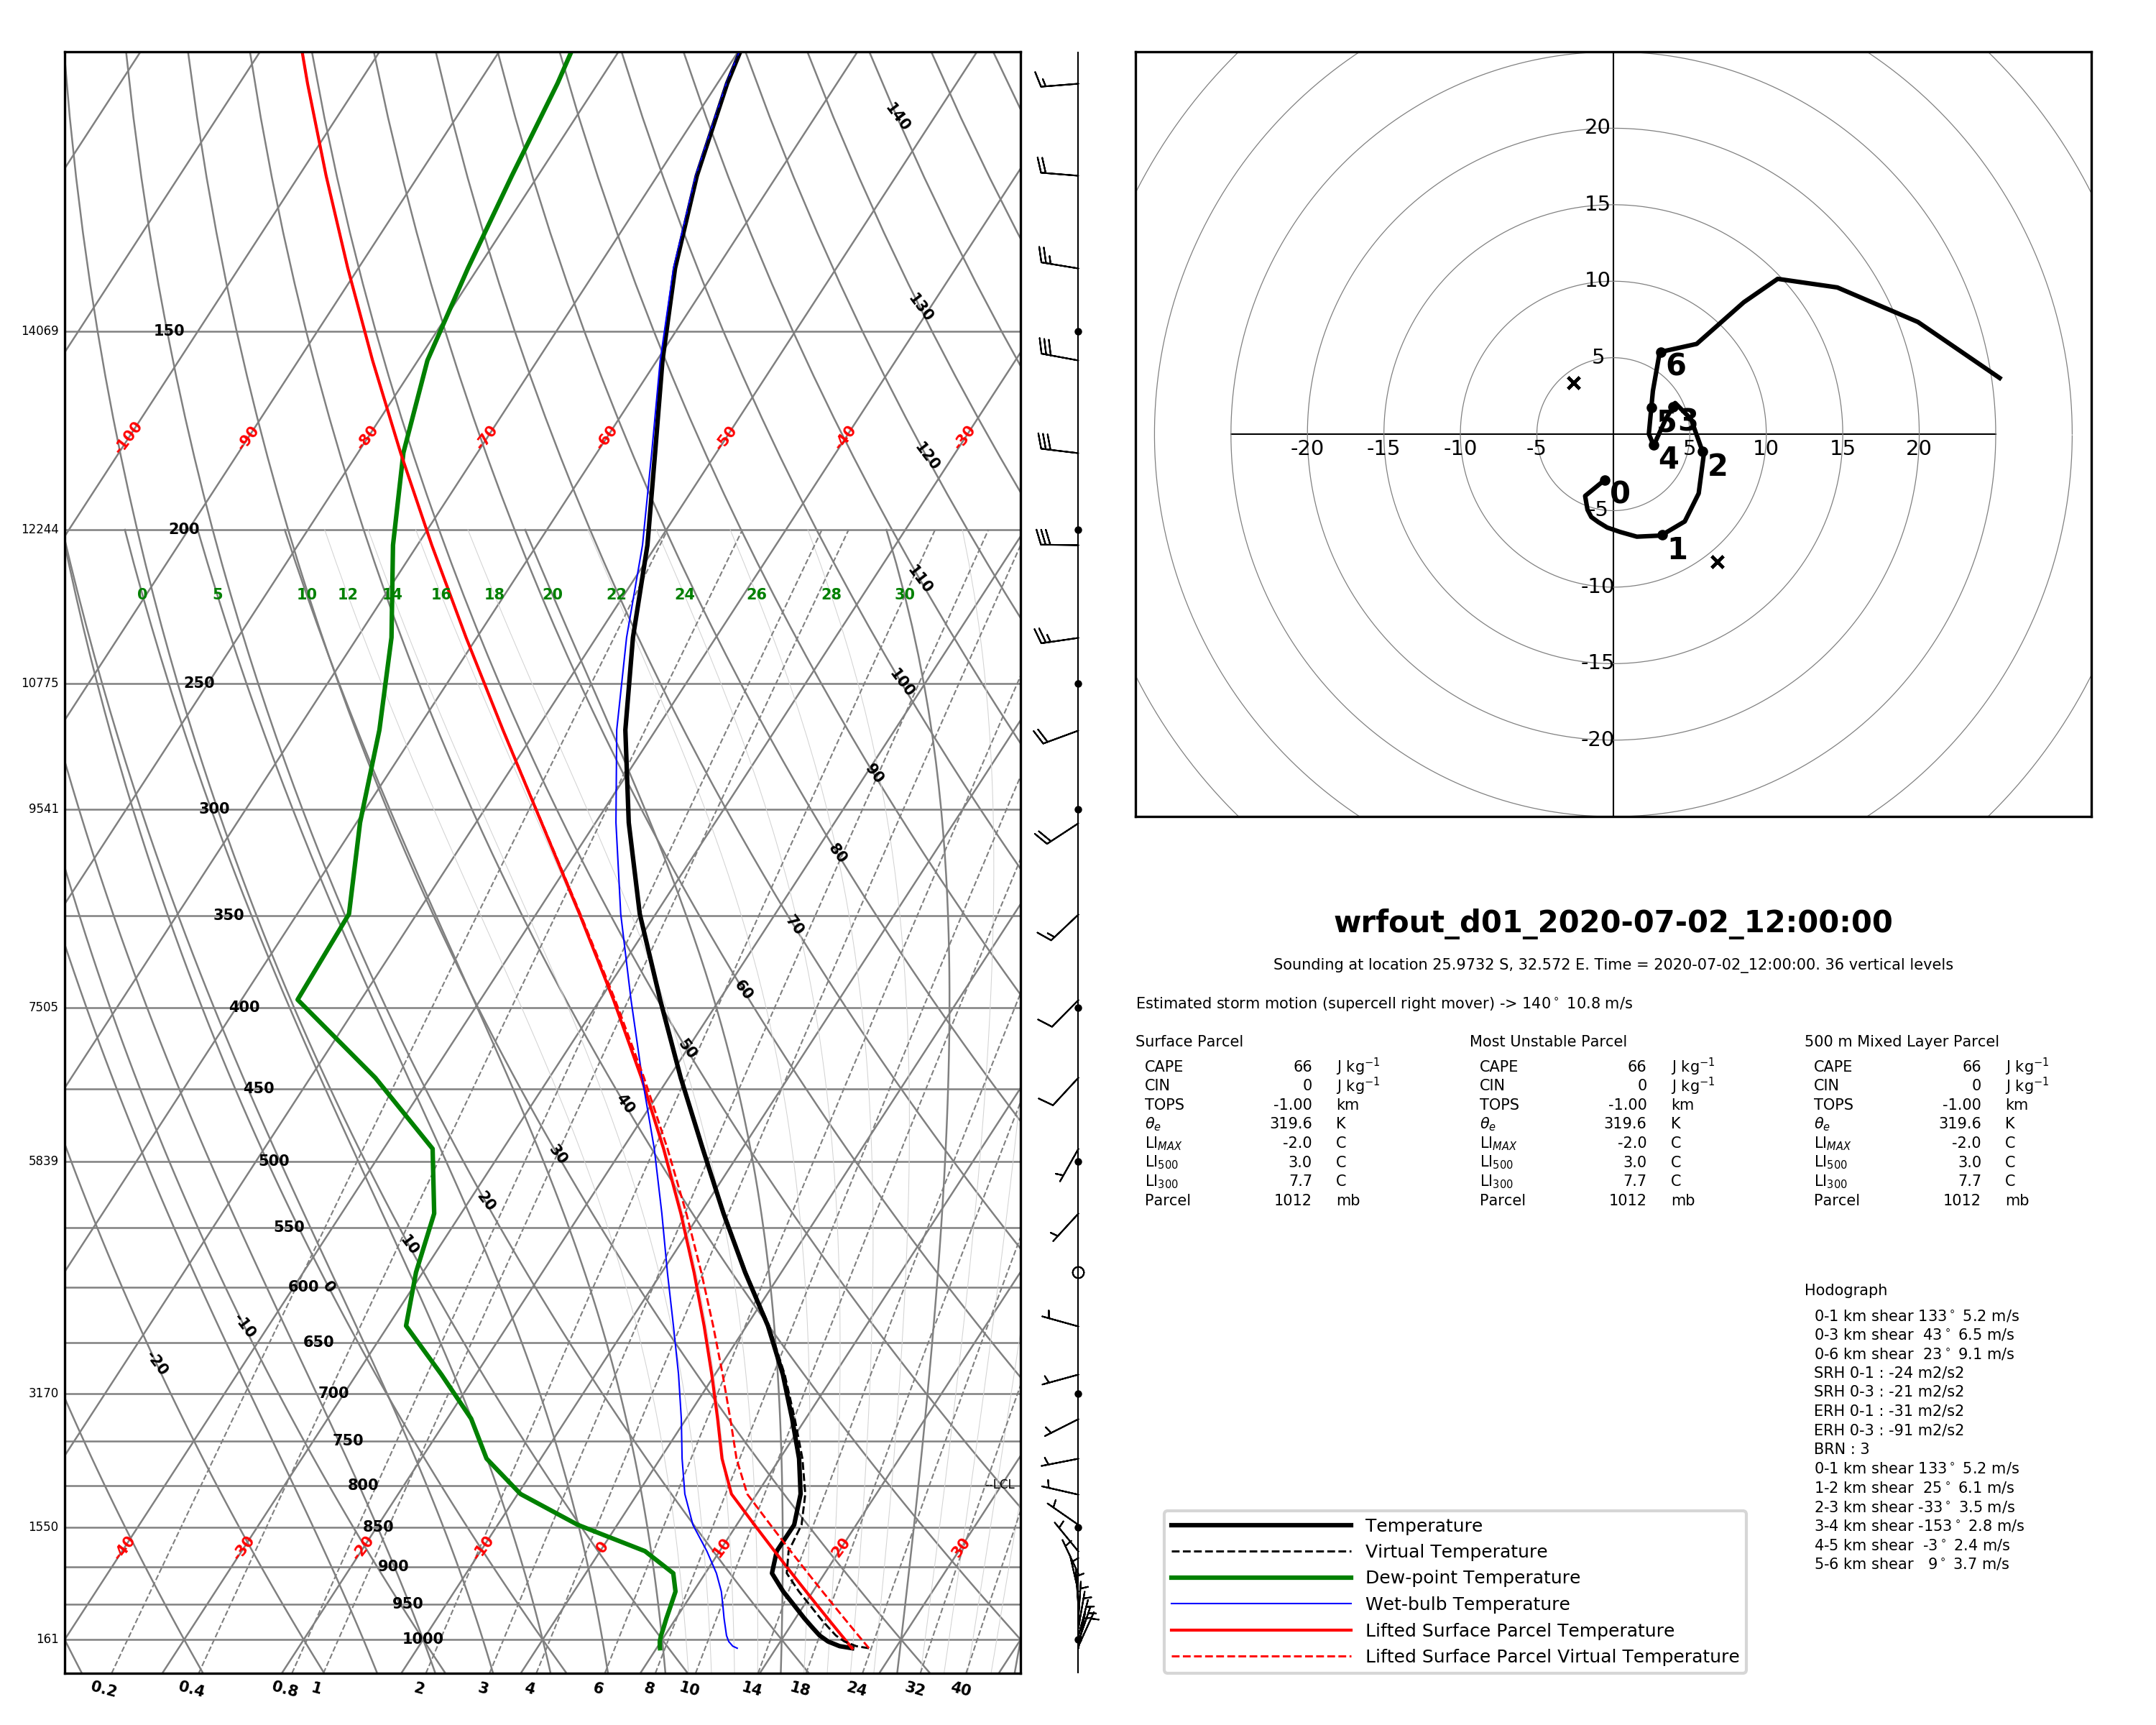 140
130
14069 150
-100 -90 -80 -70 -60 -50 -40 -30
120
12244 200
110
0 5 10 12 14 16 18 20 22 24 26 28 30
10775 250
100
90
9541 300
80
350
70
7505 400
60
50
450
40
5839 500
30
20
550
10
600 0
-10
650
-20
3170 700
750
800
LCL
1550 850
-40 -30 -20 -10 0 10 20 30
900
950
161 1000
0.2 0.4 0.8 1 2 3 4 6 8 10 14 18 24 32 40
20
15
10
5
-20 -15 -10 -5 5 10 15 20
-5
-10
-15
-20
0
1
2
3
4
5
6
wrfout_d01_2020-07-02_12:00:00
Sounding at location 25.9732 S, 32.572 E. Time = 2020-07-02_12:00:00. 36 vertical levels
Estimated storm motion (supercell right mover) -> 140° 10.8 m/s
Surface Parcel
CAPE 66 J kg⁻¹
CIN 0 J kg⁻¹
TOPS -1.00 km
θe 319.6 K
LIMAX -2.0 C
LI500 3.0 C
LI300 7.7 C
Parcel 1012 mb
Most Unstable Parcel
CAPE 66 J kg⁻¹
CIN 0 J kg⁻¹
TOPS -1.00 km
θe 319.6 K
LIMAX -2.0 C
LI500 3.0 C
LI300 7.7 C
Parcel 1012 mb
500 m Mixed Layer Parcel
CAPE 66 J kg⁻¹
CIN 0 J kg⁻¹
TOPS -1.00 km
θe 319.6 K
LIMAX -2.0 C
LI500 3.0 C
LI300 7.7 C
Parcel 1012 mb
Hodograph
0-1 km shear 133° 5.2 m/s
0-3 km shear 43° 6.5 m/s
0-6 km shear 23° 9.1 m/s
SRH 0-1 : -24 m2/s2
SRH 0-3 : -21 m2/s2
ERH 0-1 : -31 m2/s2
ERH 0-3 : -91 m2/s2
BRN : 3
0-1 km shear 133° 5.2 m/s
1-2 km shear 25° 6.1 m/s
2-3 km shear -33° 3.5 m/s
3-4 km shear -153° 2.8 m/s
4-5 km shear -3° 2.4 m/s
5-6 km shear 9° 3.7 m/s
Temperature
Virtual Temperature
Dew-point Temperature
Wet-bulb Temperature
Lifted Surface Parcel Temperature
Lifted Surface Parcel Virtual Temperature